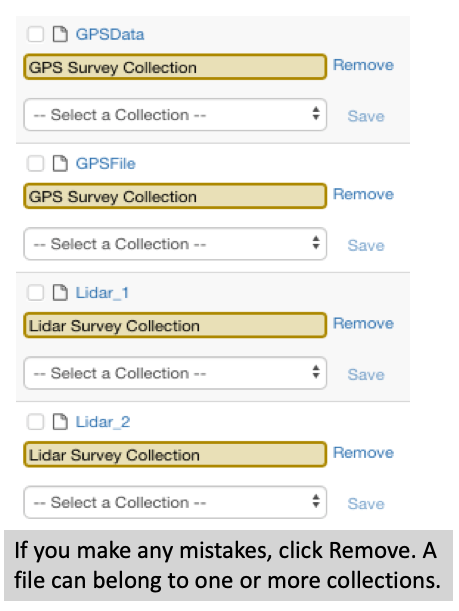 GPSData
GPS Survey Collection Remove
-- Select a Collection -- Save
GPSFile
GPS Survey Collection Remove
-- Select a Collection -- Save
Lidar_1
Lidar Survey Collection Remove
-- Select a Collection -- Save
Lidar_2
Lidar Survey Collection Remove
-- Select a Collection -- Save
If you make any mistakes, click Remove. A
file can belong to one or more collections.